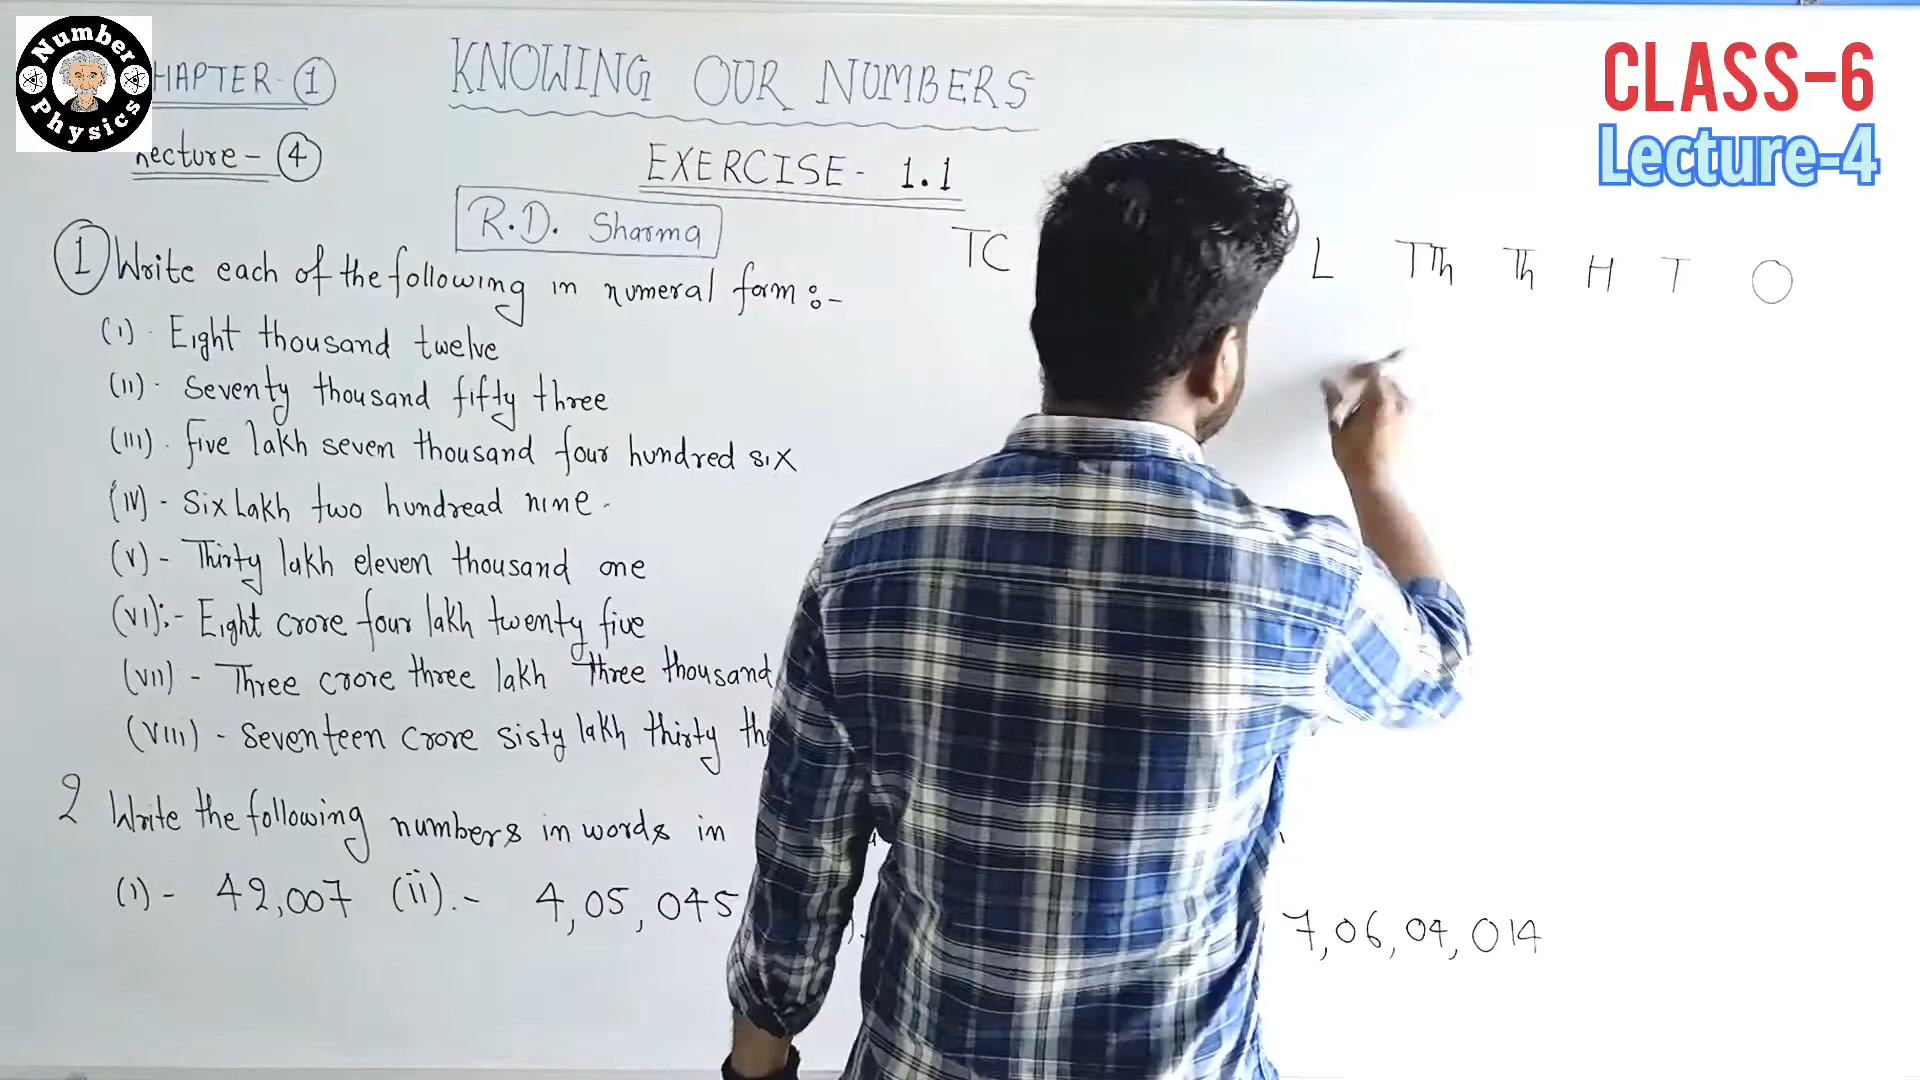 Number Physics
CHAPTER-1
Lecture-4
KNOWING OUR NUMBERS
EXERCISE- 1.1
R.D. Sharma
CLASS-6
Lecture-4
TC L TTh Th H T O
1 Write each of the following in numeral form:-
(i). Eight thousand twelve
(ii). Seventy thousand fifty three
(iii). five lakh seven thousand four hundred six
(iv)- Six Lakh two hundread nine.
(v)- Thirty lakh eleven thousand one
(vi):- Eight crore four lakh twenty five
(vii)- Three crore three lakh three thousand
(viii)- Seventeen crore sisty lakh thirty
2 Write the following numbers in words in
(i)- 42,007 (ii).- 4,05,045 7,06,04,014